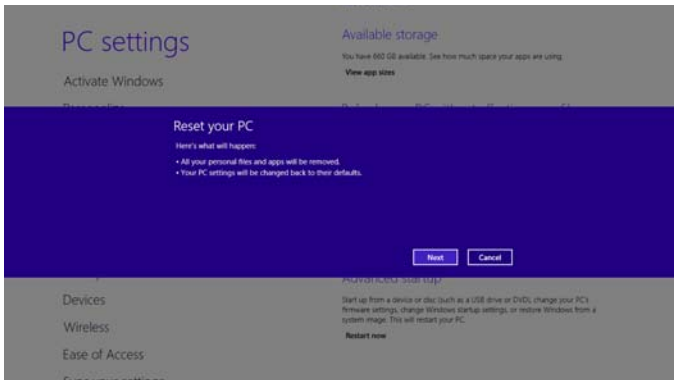 PC settings
Activate Windows
Available storage
You have 660 GB available. See how much space your apps are using.
View app sizes
Reset your PC
Here's what will happen:
• All your personal files and apps will be removed.
• Your PC settings will be changed back to their defaults.
Next
Cancel
Devices
Wireless
Ease of Access
Advanced startup
Start up from a device or disc (such as a USB drive or DVD), change your PC's
firmware settings, change Windows startup settings, or restore Windows from a
system image. This will restart your PC.
Restart now